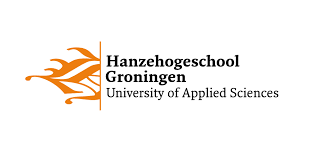 Hanzehogeschool
Groningen
University of Applied Sciences